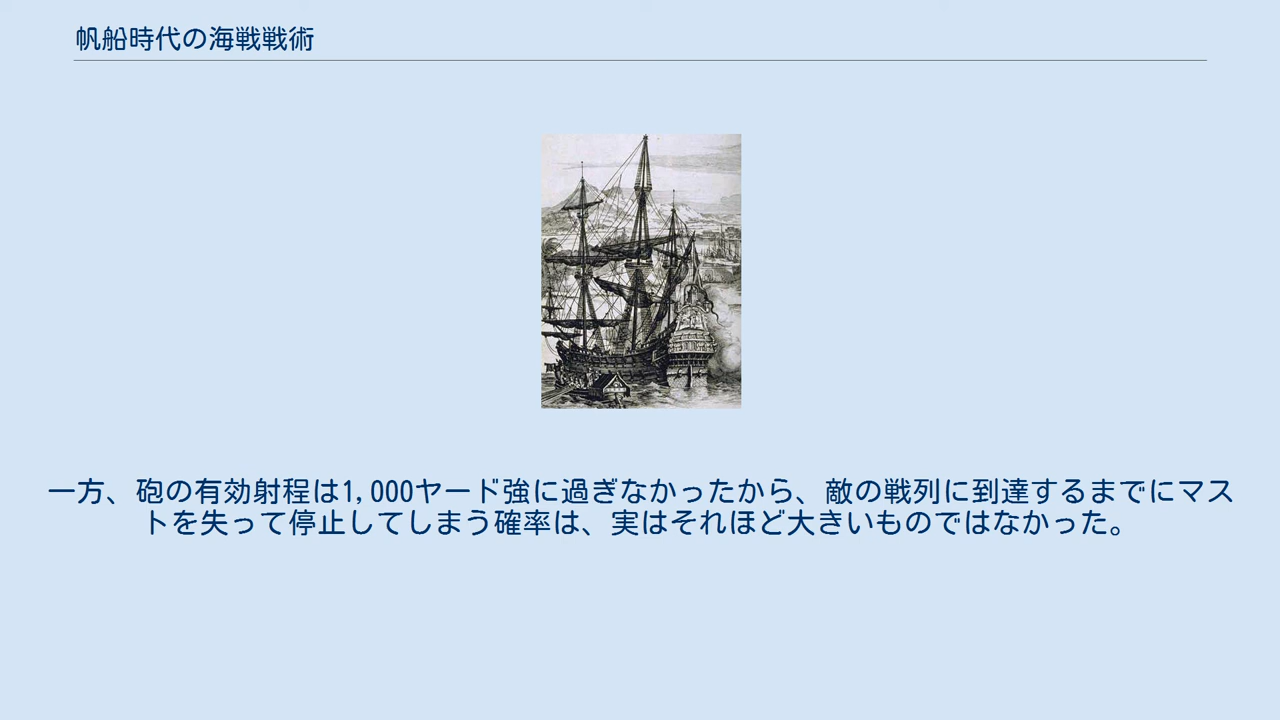 帆船時代の海戦戦術
一方、砲の有効射程は1,000ヤード強に過ぎなかったから、敵の戦列に到達するまでにマス
トを失って停止してしまう確率は、実はそれほど大きいものではなかった。